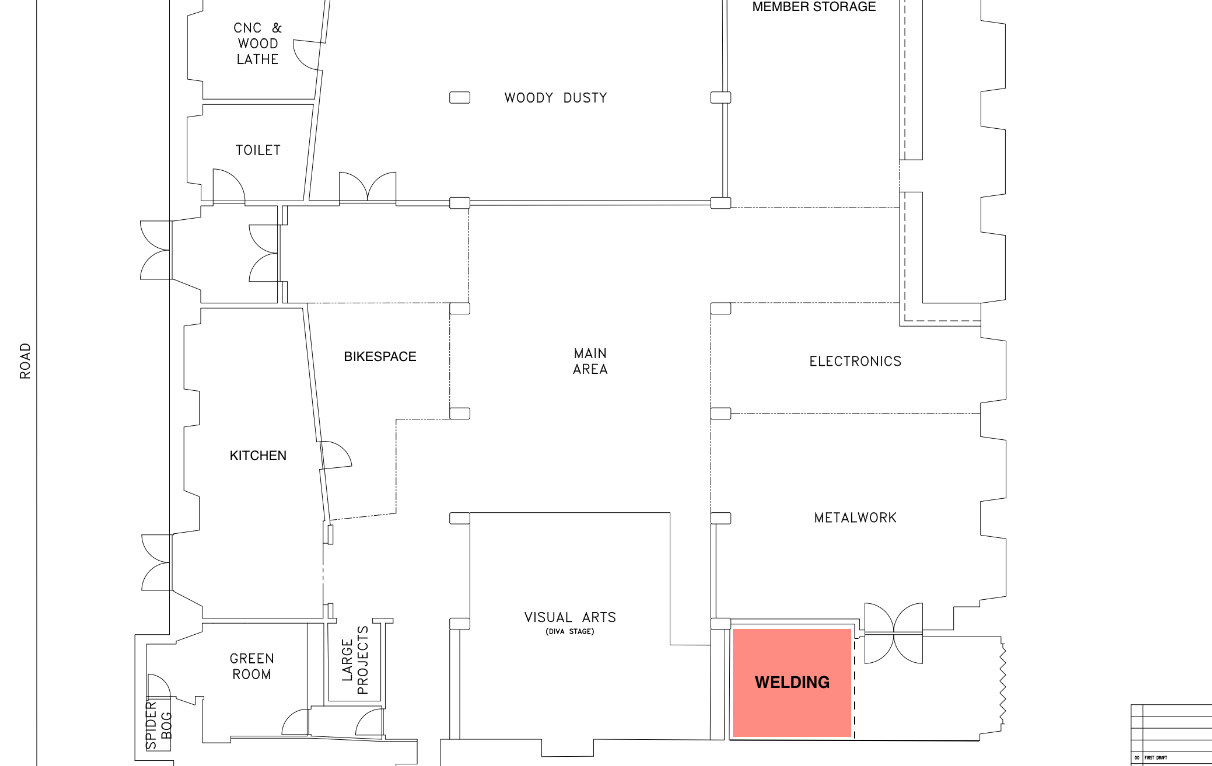 MEMBER STORAGE
CNC &
WOOD
LATHE
WOODY DUSTY
TOILET
ROAD
BIKESPACE
MAIN
AREA
ELECTRONICS
KITCHEN
METALWORK
VISUAL ARTS
(DIVA STAGE)
GREEN
ROOM
LARGE
PROJECTS
WELDING
SPIDER
BOG
00 FIRST DRAFT